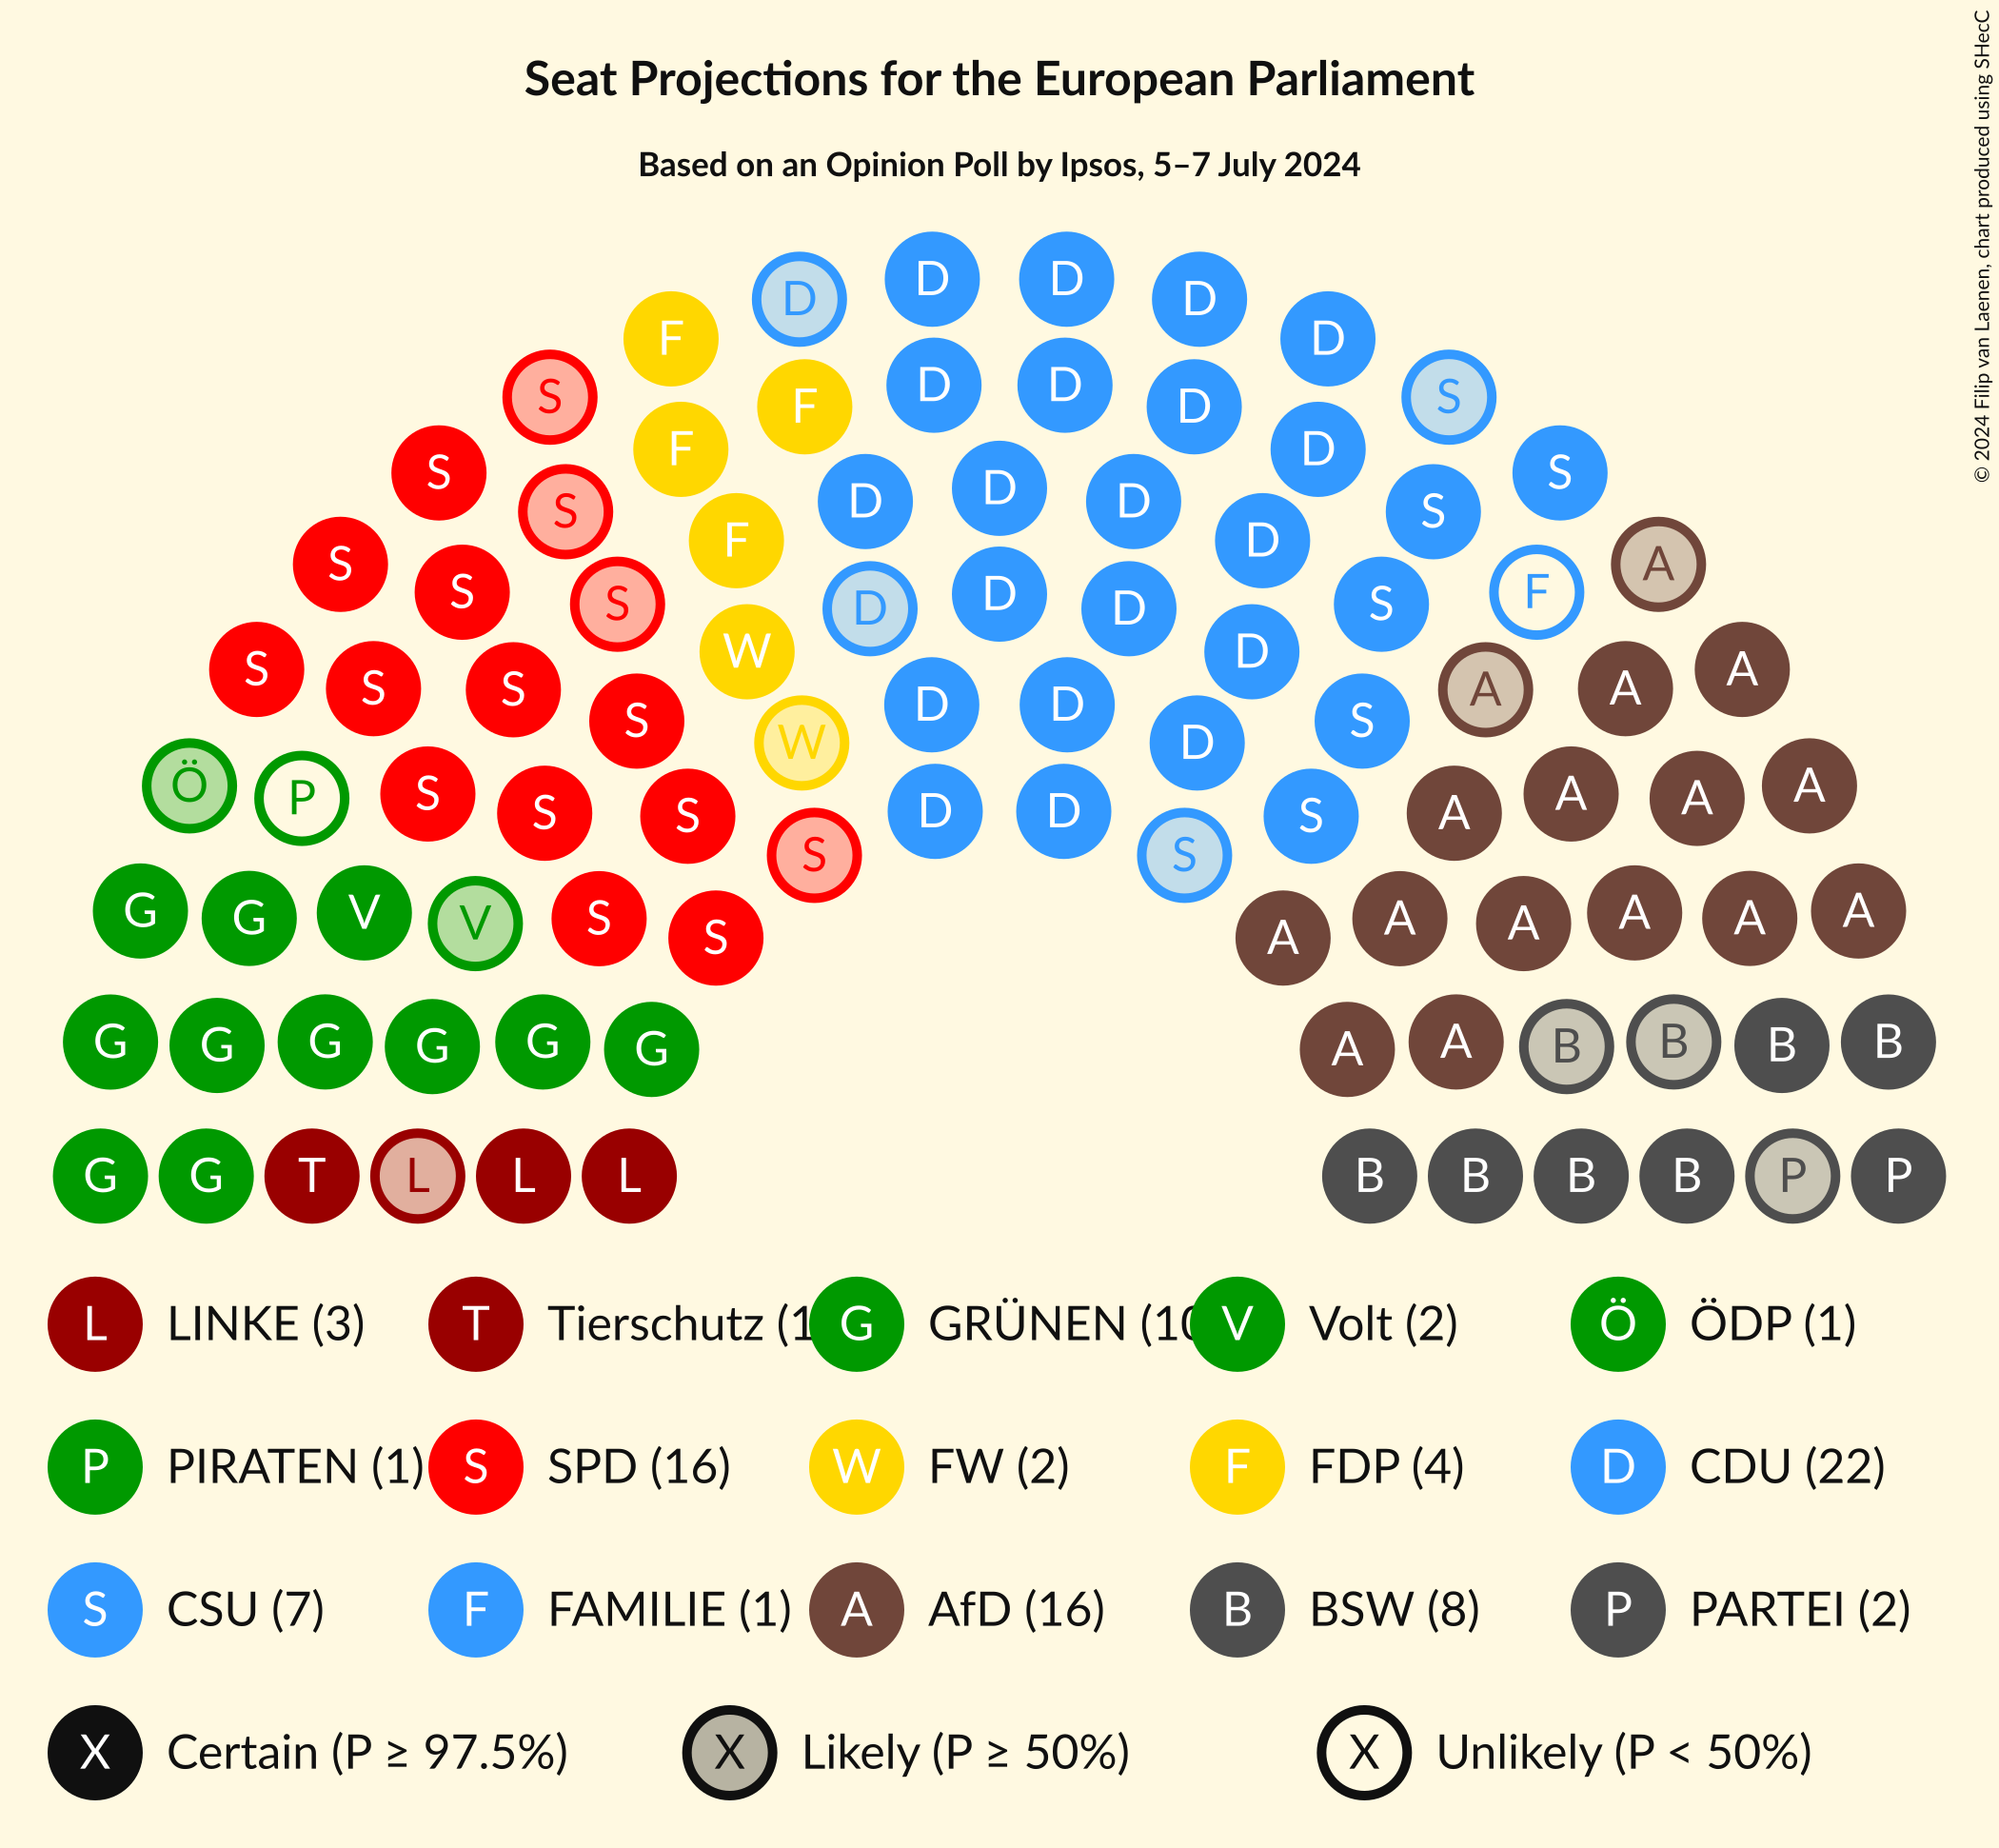 Seat Projections for the European Parliament
Based on an Opinion Poll by Ipsos, 5–7 July 2024
© 2024 Filip van Laenen, chart produced using SHecC
D D
D D
F D
D D
S S
F D
F D
S S
D
D D
S S
F D
S A
S D F
S D D S
W D
S A
S S A A
D D
S S
W D
Ö A
P S A A
S D D A
S S
S S
G V A A
G V S A A A
S A
G G G G G G A A B B B B
G G T L L L B B B B P P
L LINKE (3) T Tierschutz (1 G GRÜNEN (10 V Volt (2) Ö ÖDP (1)
P PIRATEN (1) S SPD (16) W FW (2) F FDP (4) D CDU (22)
S CSU (7) F FAMILIE (1) A AfD (16) B BSW (8) P PARTEI (2)
X Certain (P ≥ 97.5%) X Likely (P ≥ 50%) X Unlikely (P < 50%)